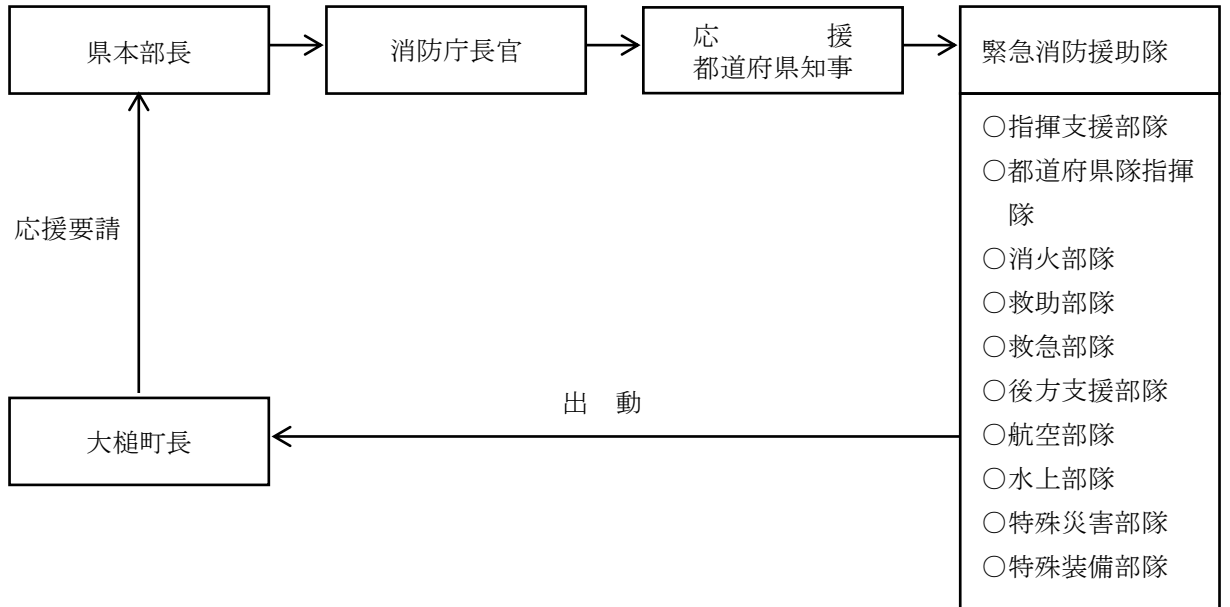 県本部長
消防庁長官
応　　　援
都道府県知事
緊急消防援助隊
○指揮支援部隊
○都道府県隊指揮
隊
○消火部隊
○救助部隊
○救急部隊
○後方支援部隊
○航空部隊
○水上部隊
○特殊災害部隊
○特殊装備部隊
応援要請
出　動
大槌町長